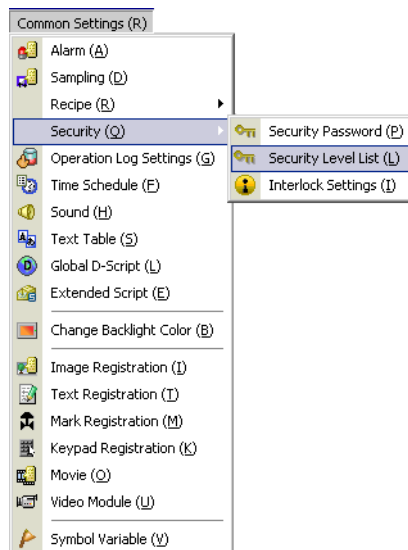 Common Settings (R)
Alarm (A)
Sampling (D)
Recipe (R)
Security (Q)
Security Password (P)
Operation Log Settings (G)
Security Level List (L)
Time Schedule (F)
Interlock Settings (I)
Sound (H)
Text Table (S)
Global D-Script (L)
Extended Script (E)
Change Backlight Color (B)
Image Registration (I)
Text Registration (T)
Mark Registration (M)
Keypad Registration (K)
Movie (O)
Video Module (U)
Symbol Variable (V)